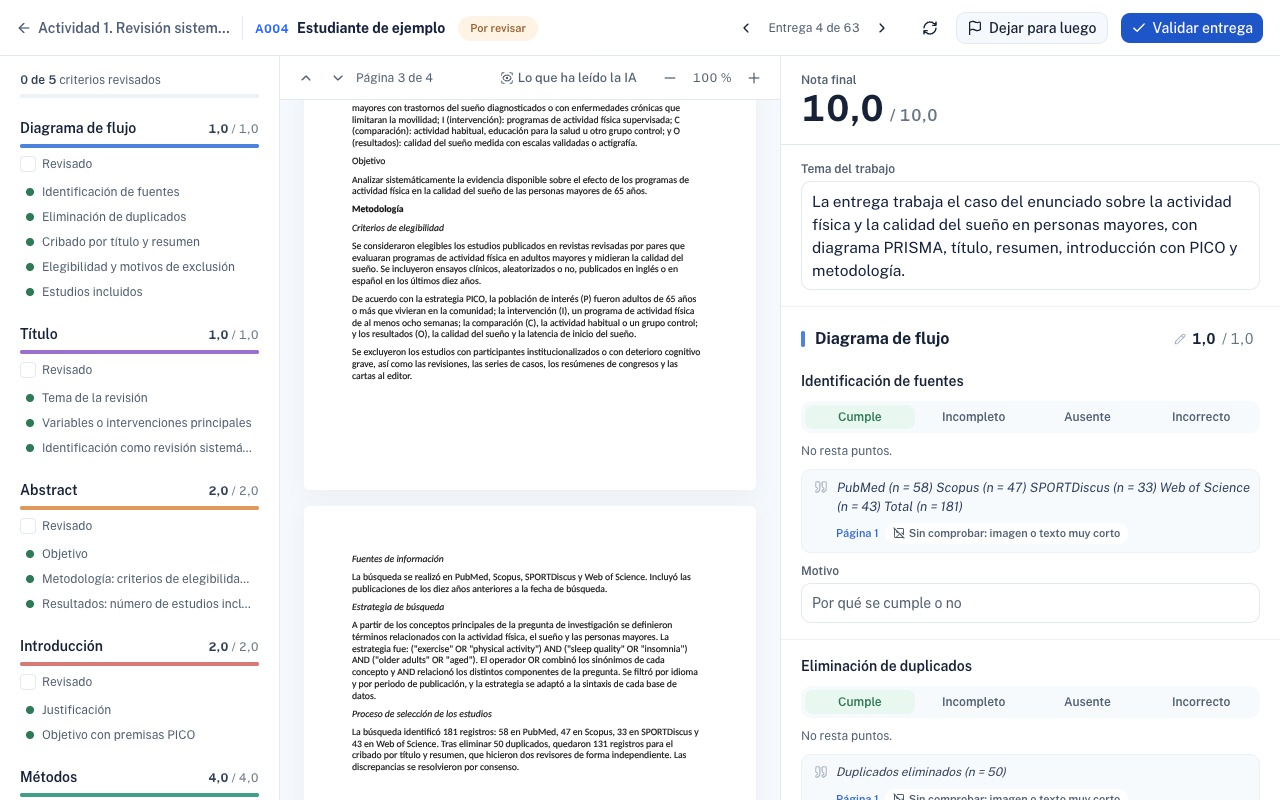 Actividad 1. Revisión sistem...
A004 Estudiante de ejemplo
Por revisar
Entrega 4 de 63
Dejar para luego
Validar entrega
0 de 5 criterios revisados
Diagrama de flujo 1,0 / 1,0
Revisado
Identificación de fuentes
Eliminación de duplicados
Cribado por título y resumen
Elegibilidad y motivos de exclusión
Estudios incluidos
Título 1,0 / 1,0
Revisado
Tema de la revisión
Variables o intervenciones principales
Identificación como revisión sistemá...
Abstract 2,0 / 2,0
Revisado
Objetivo
Metodología: criterios de elegibilida...
Resultados: número de estudios incl...
Introducción 2,0 / 2,0
Revisado
Justificación
Objetivo con premisas PICO
Métodos 4,0 / 4,0
Página 3 de 4
Lo que ha leído la IA
100 %
mayores con trastornos del sueño diagnosticados o con enfermedades crónicas que
limitaran la movilidad; I (intervención): programas de actividad física supervisada; C
(comparación): actividad habitual, educación para la salud u otro grupo control; y O
(resultados): calidad del sueño medida con escalas validadas o actigrafía.
Objetivo
Analizar sistemáticamente la evidencia disponible sobre el efecto de los programas de
actividad física en la calidad del sueño de las personas mayores de 65 años.
Metodología
Criterios de elegibilidad
Se consideraron elegibles los estudios publicados en revistas revisadas por pares que
evaluaran programas de actividad física en adultos mayores y midieran la calidad del
sueño. Se incluyeron ensayos clínicos, aleatorizados o no, publicados en inglés o en
español en los últimos diez años.
De acuerdo con la estrategia PICO, la población de interés (P) fueron adultos de 65 años
o más que vivieran en la comunidad; la intervención (I), un programa de actividad física
de al menos ocho semanas; la comparación (C), la actividad habitual o un grupo control;
y los resultados (O), la calidad del sueño y la latencia de inicio del sueño.
Se excluyeron los estudios con participantes institucionalizados o con deterioro cognitivo
grave, así como las revisiones, las series de casos, los resúmenes de congresos y las
cartas al editor.
Fuentes de información
La búsqueda se realizó en PubMed, Scopus, SPORTDiscus y Web of Science. Incluyó las
publicaciones de los diez años anteriores a la fecha de búsqueda.
Estrategia de búsqueda
A partir de los conceptos principales de la pregunta de investigación se definieron
términos relacionados con la actividad física, el sueño y las personas mayores. La
estrategia fue: ("exercise" OR "physical activity") AND ("sleep quality" OR "insomnia")
AND ("older adults" OR "aged"). El operador OR combinó los sinónimos de cada
concepto y AND relacionó los distintos componentes de la pregunta. Se filtró por idioma
y por periodo de publicación, y la estrategia se adaptó a la sintaxis de cada base de
datos.
Proceso de selección de los estudios
La búsqueda identificó 181 registros: 58 en PubMed, 47 en Scopus, 33 en SPORTDiscus y
43 en Web of Science. Tras eliminar 50 duplicados, quedaron 131 registros para el
cribado por título y resumen, que hicieron dos revisores de forma independiente. Las
discrepancias se resolvieron por consenso.
Nota final
10,0 / 10,0
Tema del trabajo
La entrega trabaja el caso del enunciado sobre la actividad
física y la calidad del sueño en personas mayores, con
diagrama PRISMA, título, resumen, introducción con PICO y
metodología.
Diagrama de flujo 1,0 / 1,0
Identificación de fuentes
Cumple Incompleto Ausente Incorrecto
No resta puntos.
PubMed (n = 58) Scopus (n = 47) SPORTDiscus (n = 33) Web of Science
(n = 43) Total (n = 181)
Página 1 Sin comprobar: imagen o texto muy corto
Motivo
Por qué se cumple o no
Eliminación de duplicados
Cumple Incompleto Ausente Incorrecto
No resta puntos.
Duplicados eliminados (n = 50)
Página 1 Sin comprobar: imagen o texto muy corto